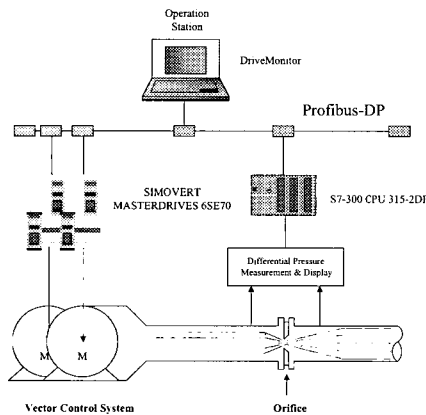 Operation
Station
DriveMonitor
Profibus-DP
SIMOVERT
MASTERDRIVES 6SE70
S7-300 CPU 315-2DP
Differential Pressure
Measurement & Display
M M
Vector Control System
Orifice